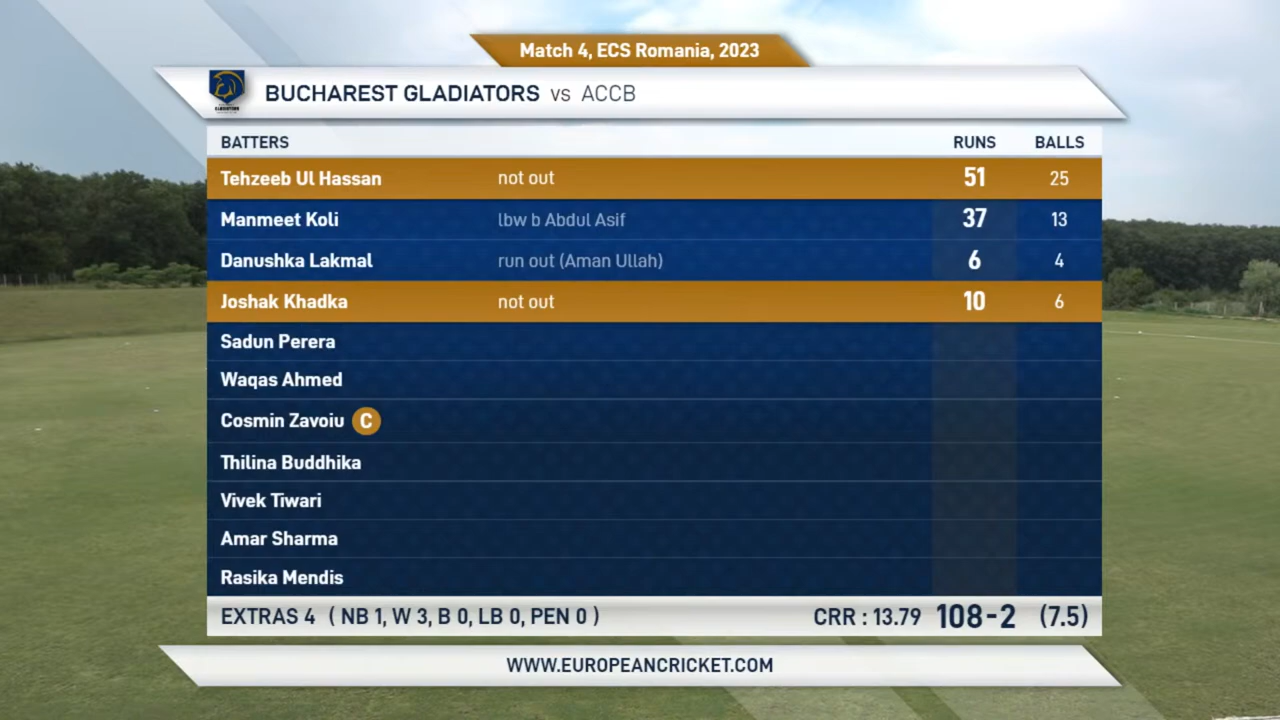 Match 4, ECS Romania, 2023
BUCHAREST GLADIATORS vs ACCB
BATTERS RUNS BALLS
Tehzeeb Ul Hassan not out 51 25
Manmeet Koli lbw b Abdul Asif 37 13
Danushka Lakmal run out (Aman Ullah) 6 4
Joshak Khadka not out 10 6
Sadun Perera
Waqas Ahmed
Cosmin Zavoiu C
Thilina Buddhika
Vivek Tiwari
Amar Sharma
Rasika Mendis
EXTRAS 4 ( NB 1, W 3, B 0, LB 0, PEN 0 ) CRR : 13.79 108-2 (7.5)
WWW.EUROPEANCRICKET.COM